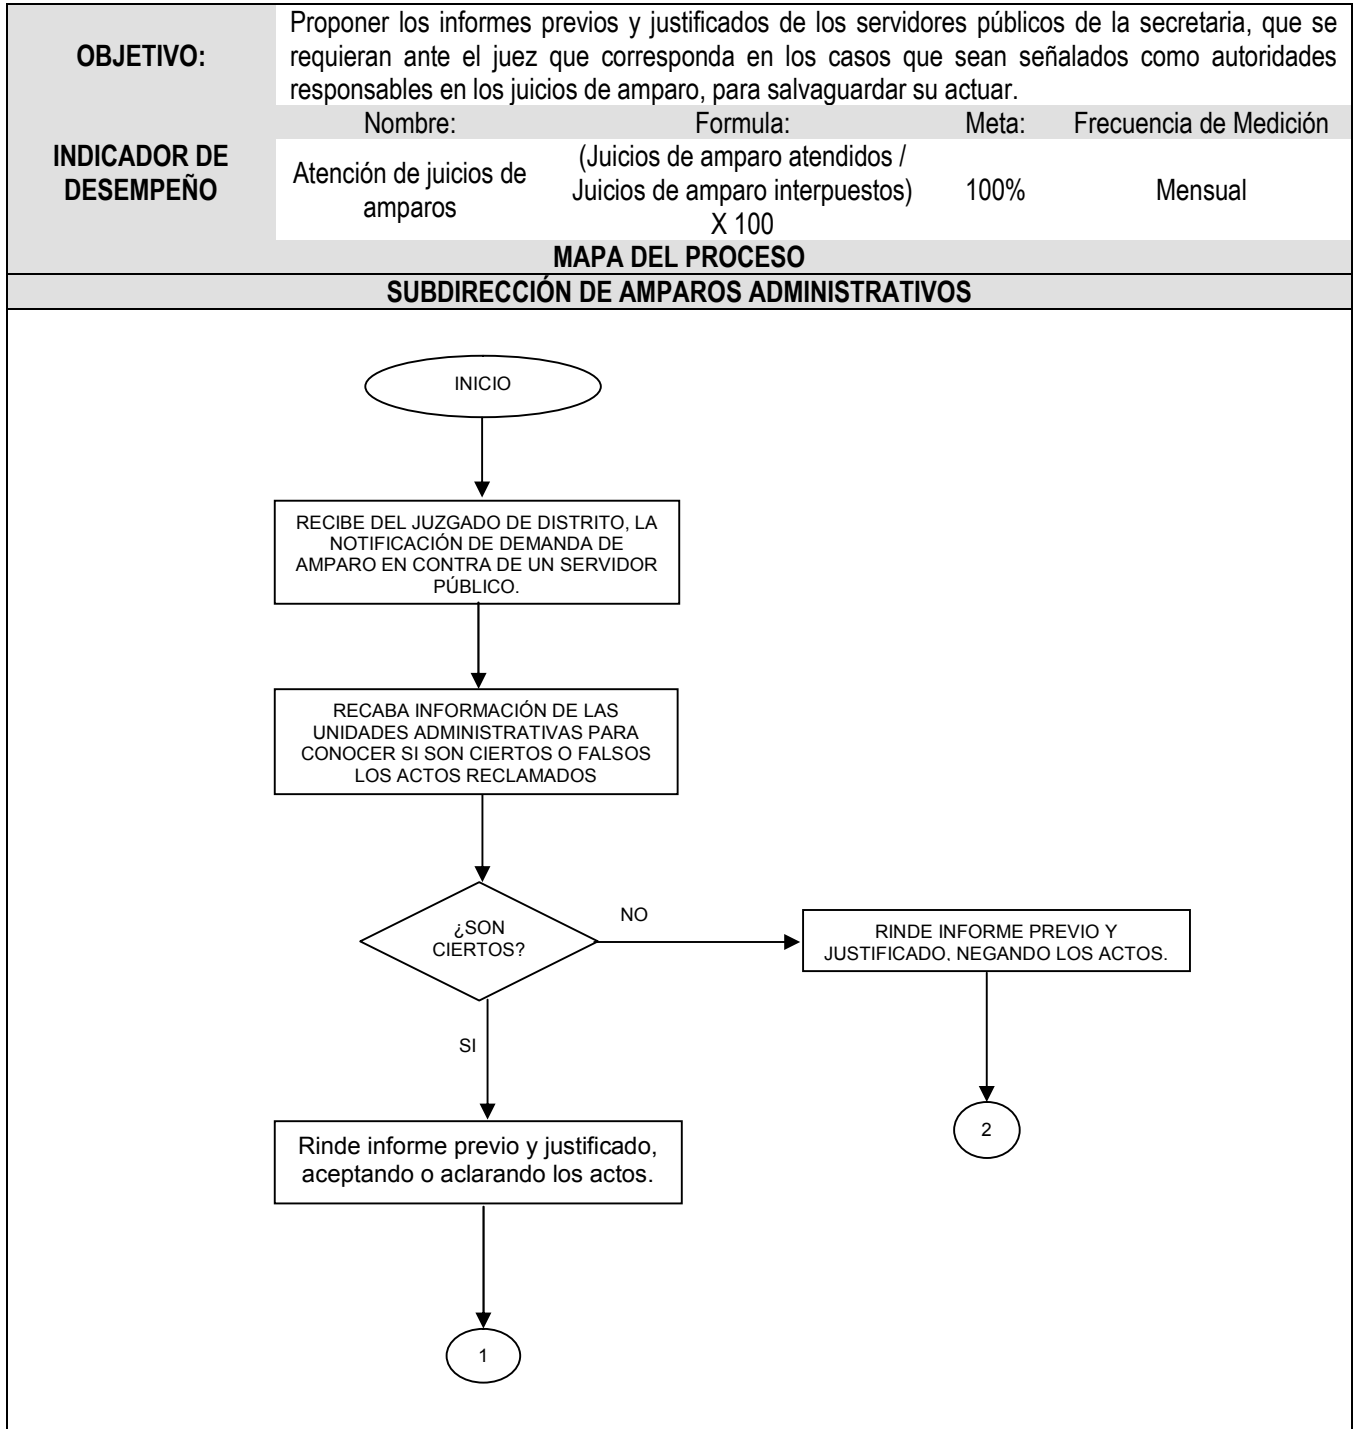 OBJETIVO:
Proponer los informes previos y justificados de los servidores públicos de la secretaria, que se
requieran ante el juez que corresponda en los casos que sean señalados como autoridades
responsables en los juicios de amparo, para salvaguardar su actuar.
INDICADOR DE
DESEMPEÑO
Nombre:
Formula:
Meta:
Frecuencia de Medición
Atención de juicios de
amparos
(Juicios de amparo atendidos /
Juicios de amparo interpuestos)
X 100
100%
Mensual
MAPA DEL PROCESO
SUBDIRECCIÓN DE AMPAROS ADMINISTRATIVOS
INICIO
RECIBE DEL JUZGADO DE DISTRITO, LA
NOTIFICACIÓN DE DEMANDA DE
AMPARO EN CONTRA DE UN SERVIDOR
PÚBLICO.
RECABA INFORMACIÓN DE LAS
UNIDADES ADMINISTRATIVAS PARA
CONOCER SI SON CIERTOS O FALSOS
LOS ACTOS RECLAMADOS
¿SON
CIERTOS?
NO
RINDE INFORME PREVIO Y
JUSTIFICADO, NEGANDO LOS ACTOS.
SI
2
Rinde informe previo y justificado,
aceptando o aclarando los actos.
1